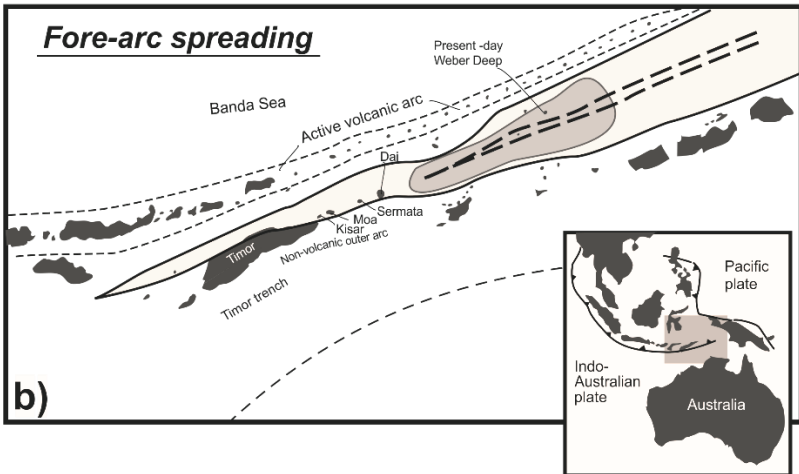 Fore-arc spreading
Present -day
Weber Deep
Banda Sea
Active volcanic arc
Dai
Sermata
Moa
Kisar
Timor
Non-volcanic outer arc
Timor trench
b)
Pacific
plate
Indo-
Australian
plate
Australia